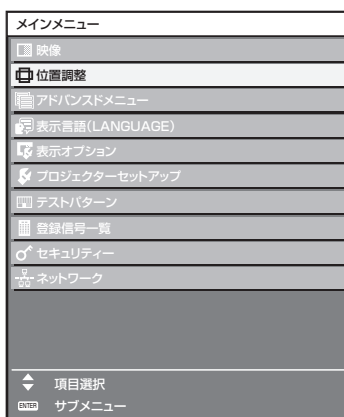 メインメニュー
映像
位置調整
アドバンスドメニュー
表示言語(LANGUAGE)
表示オプション
プロジェクターセットアップ
テストパターン
登録信号一覧
セキュリティー
ネットワーク
項目選択
ENTER サブメニュー